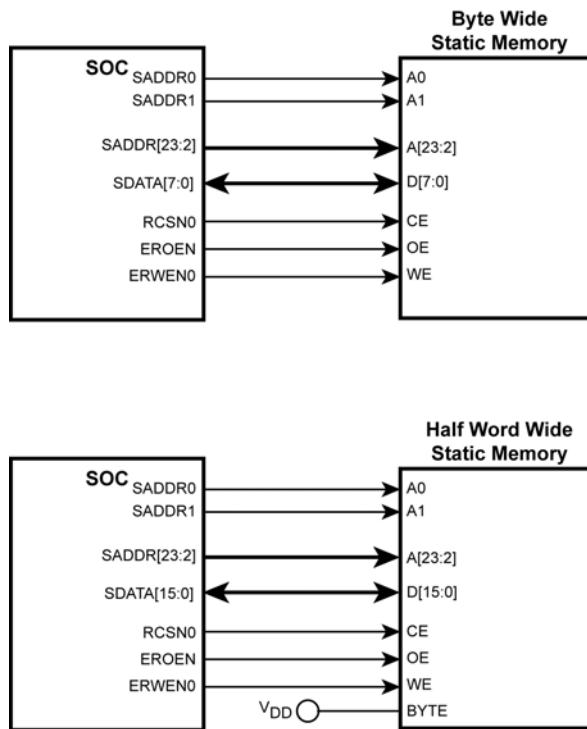 Byte Wide
Static Memory
SOC
SADDR0 A0
SADDR1 A1
SADDR[23:2] A[23:2]
SDATA[7:0] D[7:0]
RCSN0 CE
EROEN OE
ERWEN0 WE
Half Word Wide
Static Memory
SOC
SADDR0 A0
SADDR1 A1
SADDR[23:2] A[23:2]
SDATA[15:0] D[15:0]
RCSN0 CE
EROEN OE
ERWEN0 WE
VDD BYTE